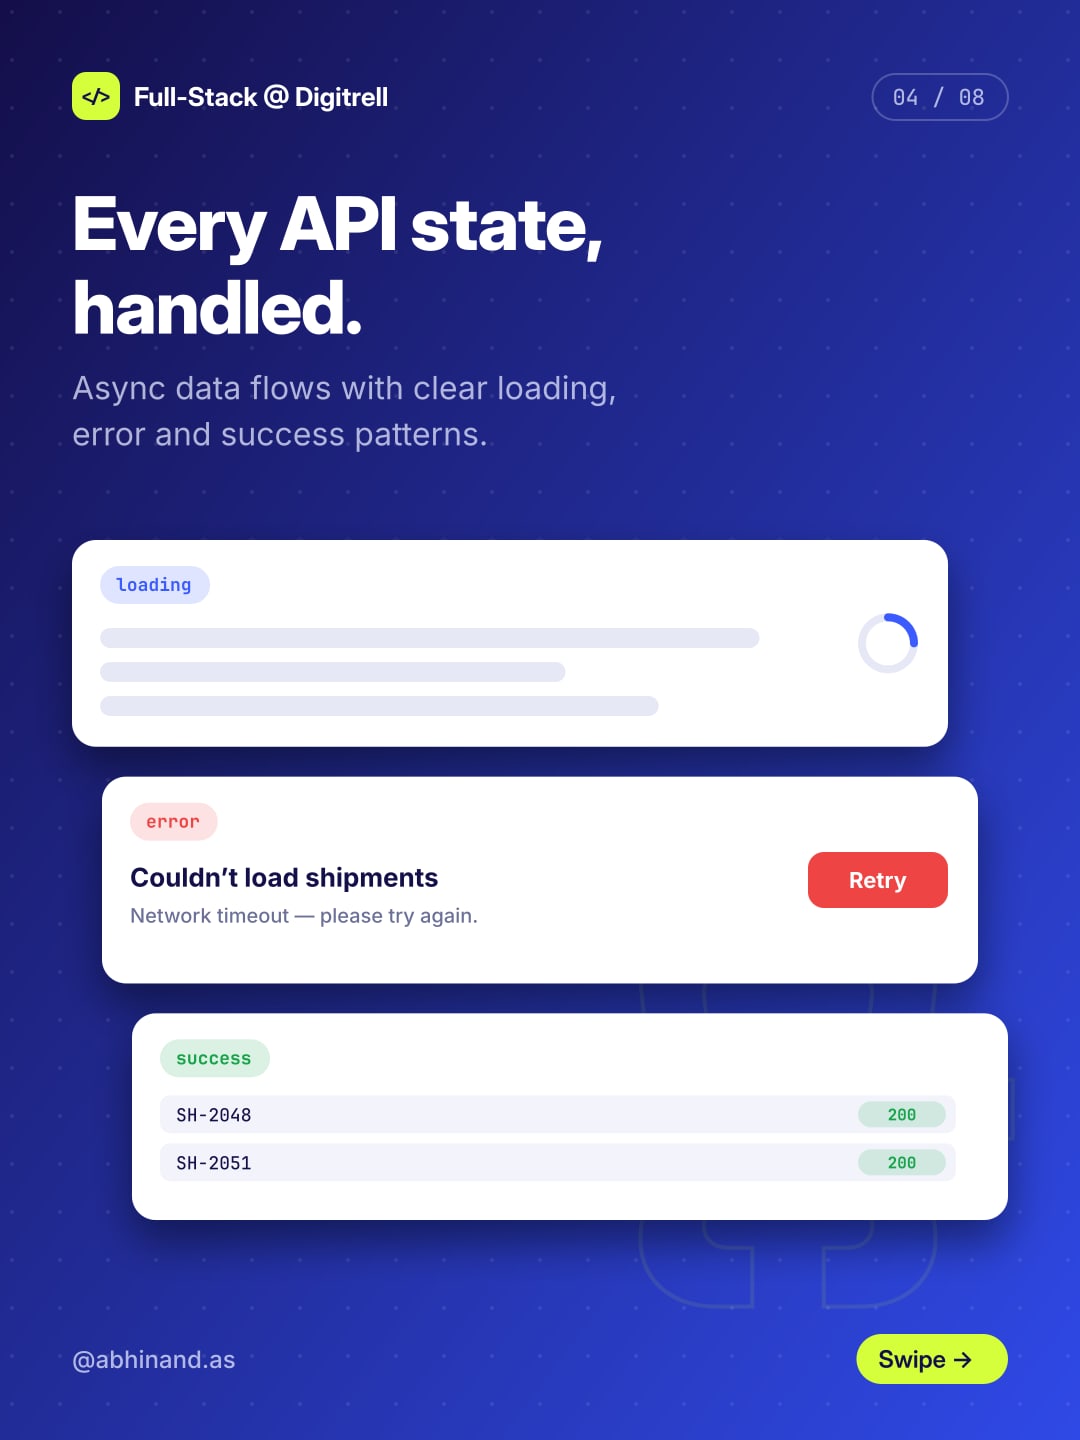 </> Full-Stack @ Digitrell
04 / 08
Every API state,
handled.
Async data flows with clear loading,
error and success patterns.
loading
error
Couldn’t load shipments
Network timeout — please try again.
Retry
success
SH-2048 200
SH-2051 200
@abhinand.as
Swipe →